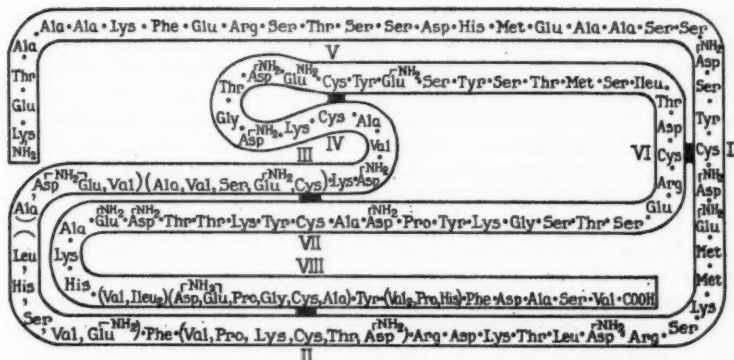 NH₂
Lys
Glu
Thr
Ala
Ala·Ala·Lys·Phe·Glu·Arg·Ser·Thr·Ser·Ser·Asp·His·Met·Glu·Ala·Ala·Ser·Ser
NH₂
Asp
Ser
Tyr
Cys I
NH₂
Asp
NH₂
Glu
Met
Met
Lys
Ser
II
Val, Glu NH₂)·Phe·(Val, Pro, Lys, Cys, Thr, Asp NH₂)·Arg·Asp·Lys·Thr·Leu·Asp NH₂ Arg
Ser
His,
Leu,
(
Ala
Asp NH₂ Glu, Val)(Ala, Val, Ser, Glu NH₂, Cys)·Lys·Asp NH₂
Val
Ala
Cys IV
Lys III
Asp NH₂
Gly
Thr
V
Asp NH₂ Glu NH₂ Cys·Tyr·Glu NH₂ Ser·Tyr·Ser·Thr·Met·Ser·Ileu
Thr
Asp
VI Cys
Arg
Glu
Glu NH₂ Asp NH₂ Thr·Thr·Lys·Tyr·Cys·Ala·Asp NH₂ Pro·Tyr·Lys·Gly·Ser·Thr·Ser
VII
VIII
Ala
Lys
His
(Val, Ileu₂)(Asp NH₂, Glu, Pro, Gly, Cys, Ala)·Tyr·(Val₂, Pro, His)·Phe·Asp·Ala·Ser·Val·COOH